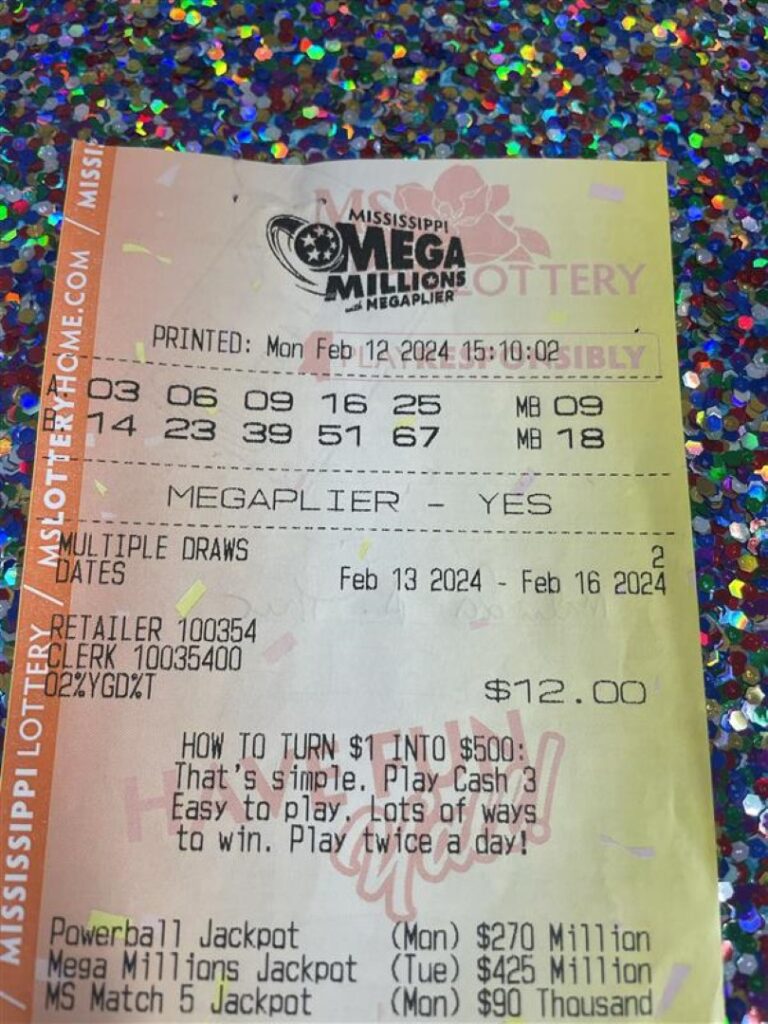 MISSISSIPPI
MEGA
MILLIONS
with MEGAPLIER
MS
LOTTERY
PRINTED: Mon Feb 12 2024 15:10:02
PLAY RESPONSIBLY
A: 03 06 09 16 25 MB 09
B: 14 23 39 51 67 MB 18
MEGAPLIER - YES
MULTIPLE DRAWS 2
DATES Feb 13 2024 - Feb 16 2024
RETAILER 100354
CLERK 10035400
02%YGD%T $12.00
HAVE FUN
Y'all!
HOW TO TURN $1 INTO $500:
That's simple. Play Cash 3
Easy to play. Lots of ways
to win. Play twice a day!
Powerball Jackpot (Mon) $270 Million
Mega Millions Jackpot (Tue) $425 Million
MS Match 5 Jackpot (Mon) $90 Thousand
/ MISSISSIPPI LOTTERY / MSLOTTERYHOME.COM / MISSI